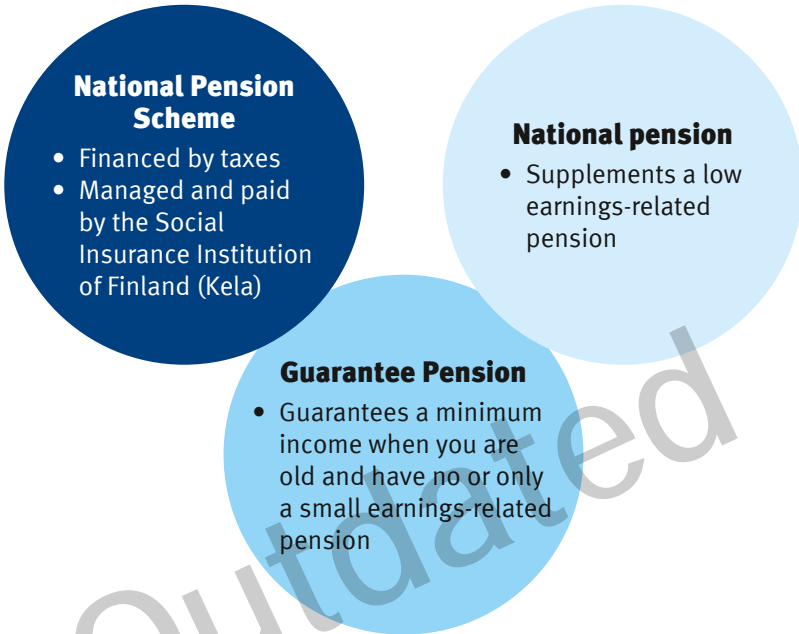 National Pension
Scheme
• Financed by taxes
• Managed and paid
by the Social
Insurance Institution
of Finland (Kela)
National pension
• Supplements a low
earnings-related
pension
Guarantee Pension
• Guarantees a minimum
income when you are
old and have no or only
a small earnings-related
pension
Outdated